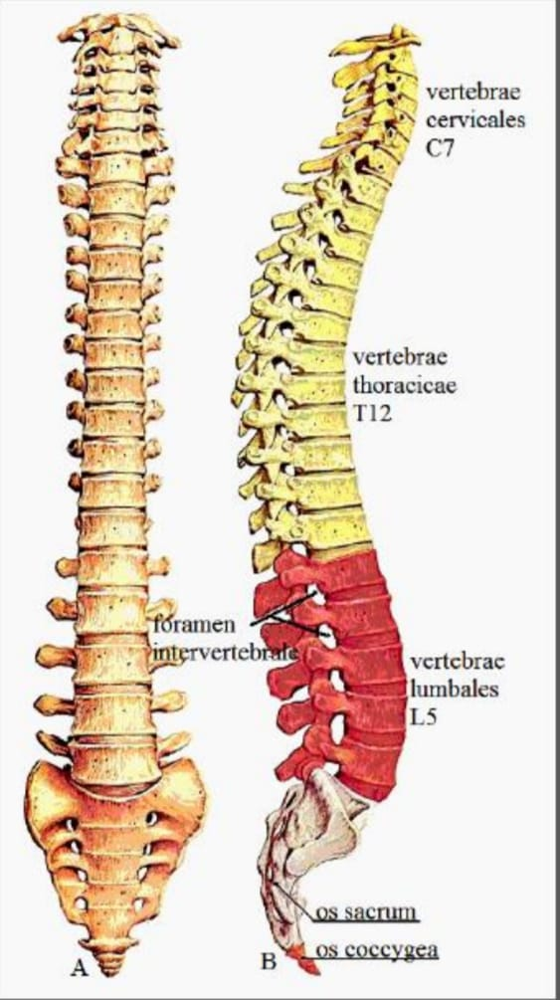 vertebrae
cervicales
C7
vertebrae
thoracicae
T12
foramen
intervertebrale
vertebrae
lumbales
L5
os sacrum
os coccygea
A
B